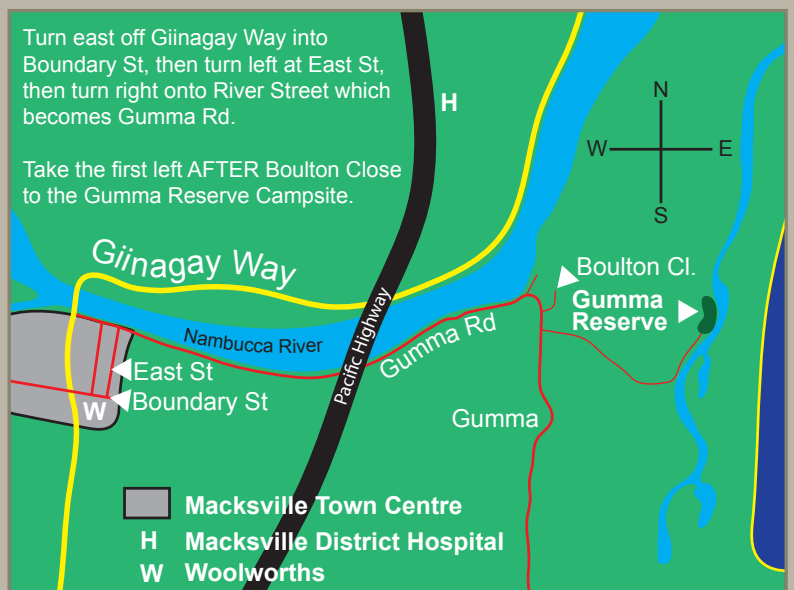 Turn east off Giinagay Way into
Boundary St, then turn left at East St,
then turn right onto River Street which
becomes Gumma Rd.
Take the first left AFTER Boulton Close
to the Gumma Reserve Campsite.
H
N
W
E
S
Giinagay Way
Boulton Cl.
Gumma
Reserve
Nambucca River
Pacific Highway
Gumma Rd
East St
Boundary St
W
Gumma
Macksville Town Centre
H Macksville District Hospital
W Woolworths